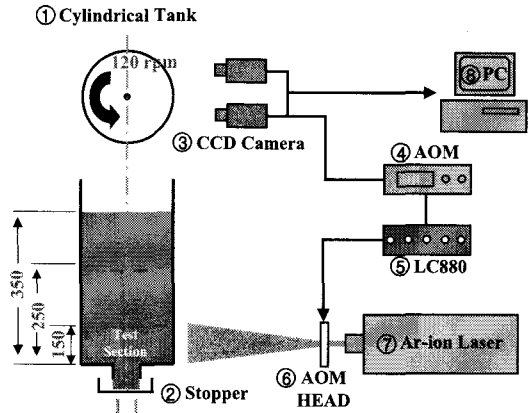 ① Cylindrical Tank
120 rpm
③ CCD Camera
⑧ PC
④ AOM
⑤ LC880
350
250
150
Test
Section
② Stopper
⑥ AOM
HEAD
⑦ Ar-ion Laser